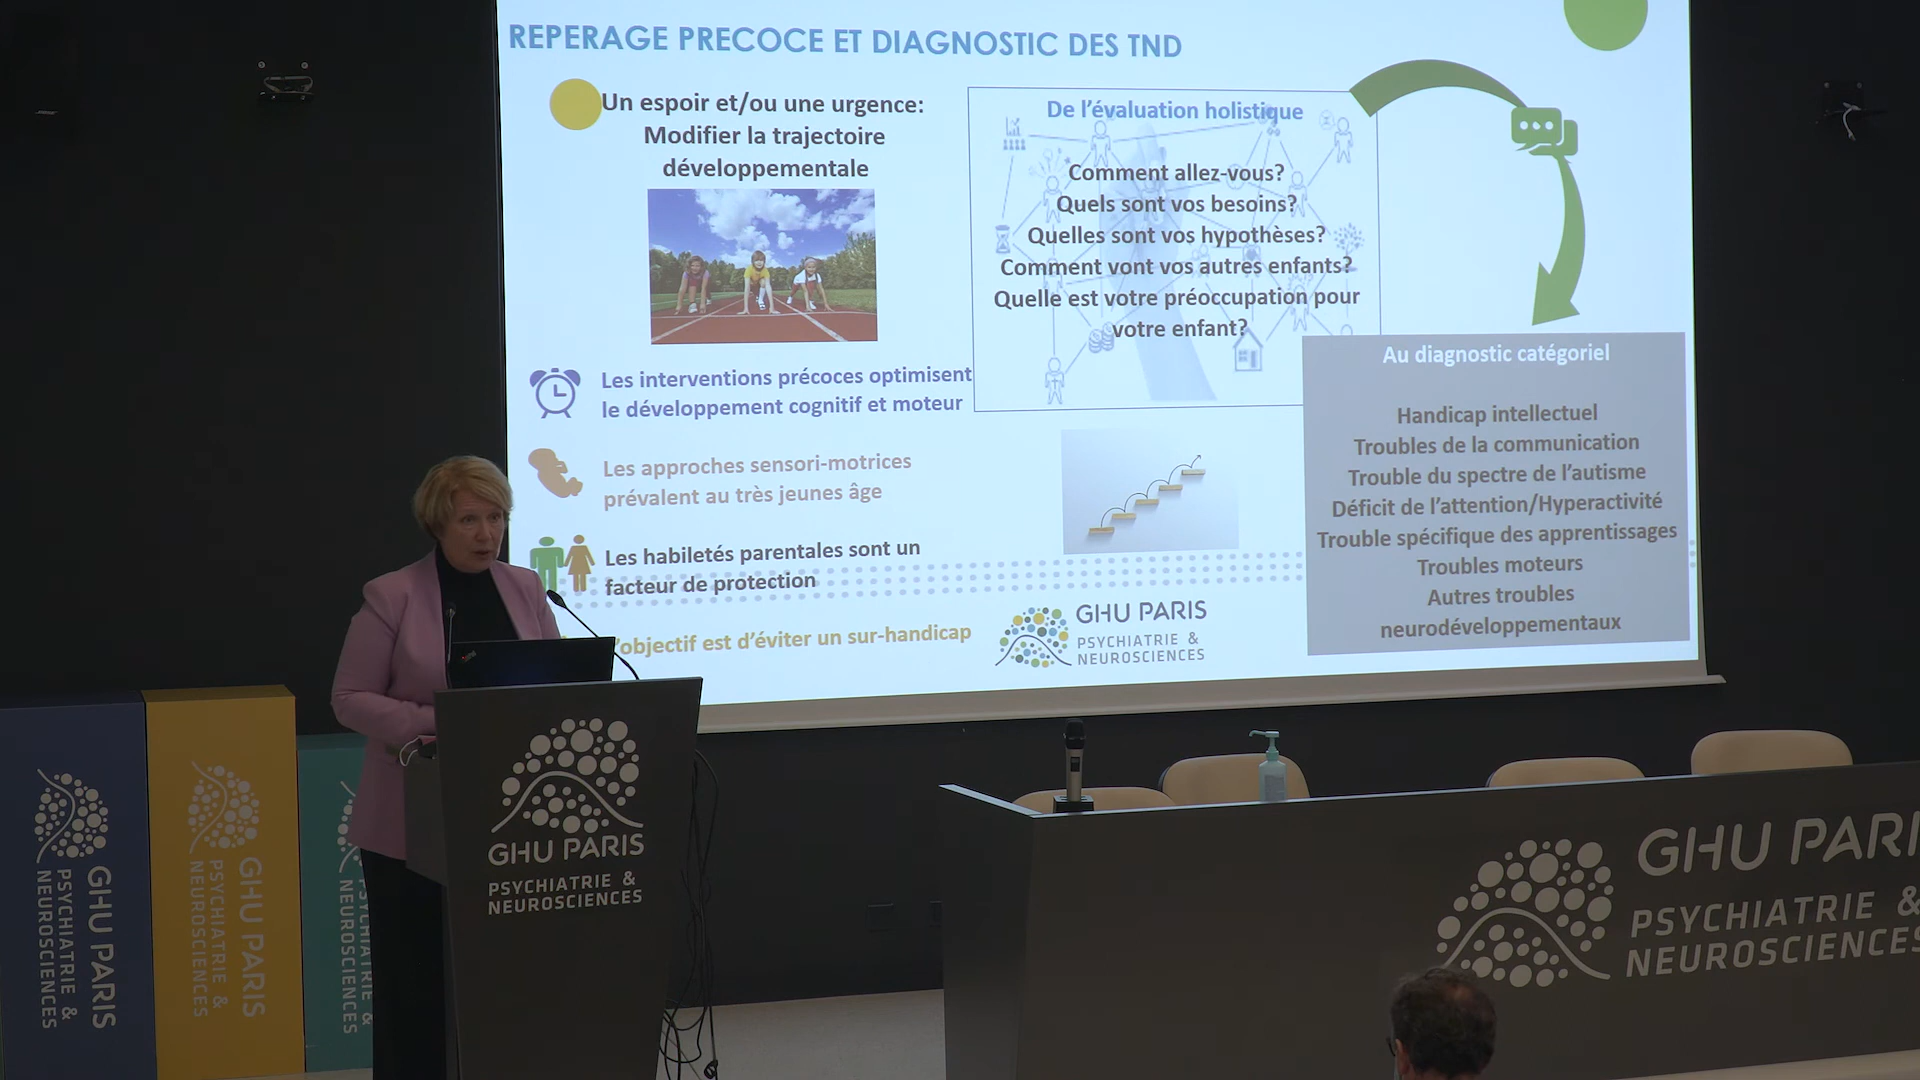 REPERAGE PRECOCE ET DIAGNOSTIC DES TND
Un espoir et/ou une urgence:
Modifier la trajectoire
développementale
Les interventions précoces optimisent
le développement cognitif et moteur
Les approches sensori-motrices
prévalent au très jeunes âge
Les habiletés parentales sont un
facteur de protection
'objectif est d'éviter un sur-handicap
De l'évaluation holistique
Comment allez-vous?
Quels sont vos besoins?
Quelles sont vos hypothèses?
Comment vont vos autres enfants?
Quelle est votre préoccupation pour
votre enfant?
Au diagnostic catégoriel
Handicap intellectuel
Troubles de la communication
Trouble du spectre de l'autisme
Déficit de l'attention/Hyperactivité
Trouble spécifique des apprentissages
Troubles moteurs
Autres troubles
neurodéveloppementaux
GHU PARIS
PSYCHIATRIE &
NEUROSCIENCES
GHU PARIS
PSYCHIATRIE &
NEUROSCIENCES
GHU PARIS
PSYCHIATRIE &
NEUROSCIENCES
PSYCHIATRIE &
NEUROSCIENCES
GHU PARIS
PSYCHIATRIE &
NEUROSCIENCES
GHU PARI
PSYCHIATRIE &
NEUROSCIENCES